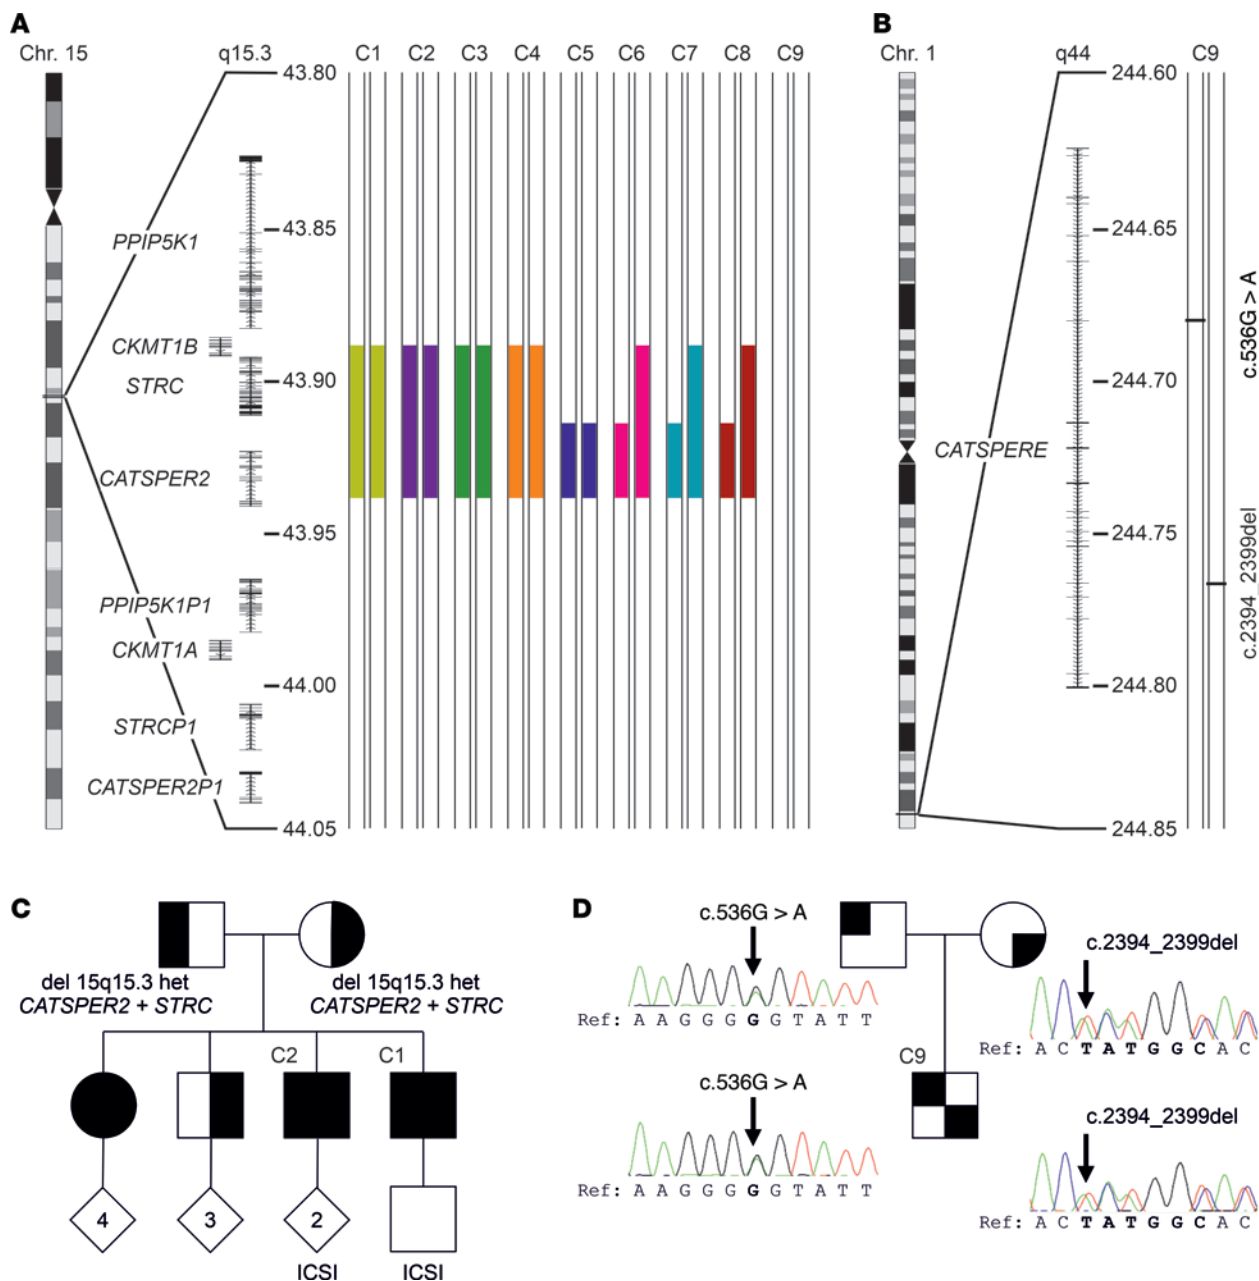 A
B
Chr. 15
q15.3
C1 C2 C3 C4 C5 C6 C7 C8 C9
Chr. 1
q44
C9
43.80
43.85
43.90
43.95
44.00
44.05
PPIP5K1
CKMT1B
STRC
CATSPER2
PPIP5K1P1
CKMT1A
STRCP1
CATSPER2P1
244.60
244.65
244.70
244.75
244.80
244.85
CATSPERE
c.536G > A
c.2394_2399del
C
del 15q15.3 het
CATSPER2 + STRC
del 15q15.3 het
CATSPER2 + STRC
C2
C1
4
3
2
ICSI
ICSI
D
c.536G > A
Ref: A A G G G G G T A T T
c.2394_2399del
Ref: A C T A T G G C A C
C9
c.536G > A
Ref: A A G G G G G T A T T
c.2394_2399del
Ref: A C T A T G G C A C